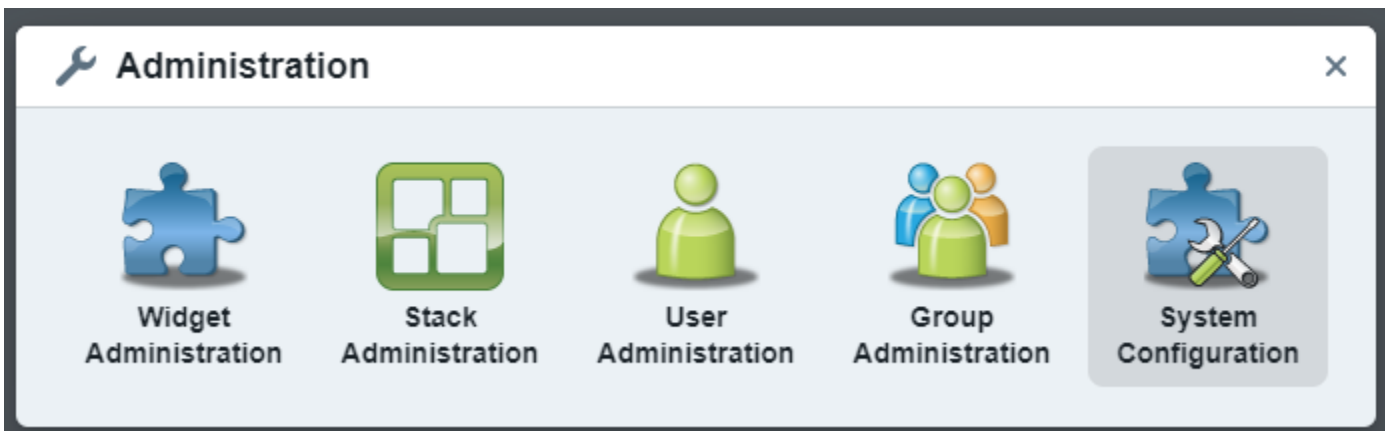 Administration
Widget
Administration
Stack
Administration
User
Administration
Group
Administration
System
Configuration